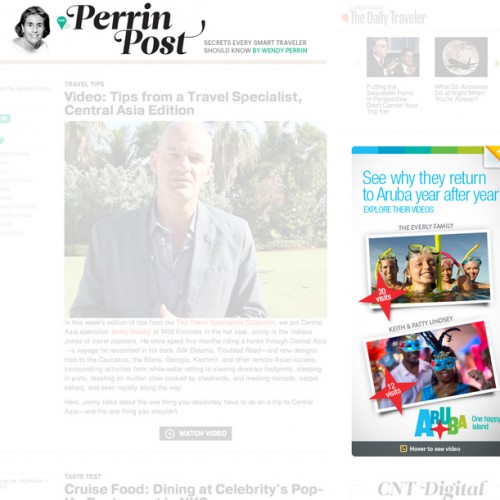 Perrin
Post
SECRETS EVERY SMART TRAVELER
SHOULD KNOW BY WENDY PERRIN
The Daily Traveler
Putting the
in Perspective:
Don't Cancel Your
Trip Yet
What Do Airplanes
Do at Night When
You're Asleep?
TRAVEL TIPS
Video: Tips from a Travel Specialist,
Central Asia Edition
In this week's edition of tips from our Top Travel Specialists Collection, we put Central
Asia specialist Jonny Bealby of Wild Frontiers in the hot seat. Jonny is the Indiana
Jones of travel planners. He once spent five months riding a horse through Central Asia
—a voyage he recounted in his book Silk Dreams, Troubled Road—and now designs
trips to the Caucasus, the Stans, Georgia, Kashmir, and other remote Asian locales,
incorporating activities from white-water rafting to viewing dinosaur footprints, sleeping
in yurts, feasting on mutton stew cooked by shepherds, and meeting nomads, carpet
sellers, and even royalty along the way.
Here, Jonny talks about the one thing you absolutely have to do on a trip to Central
Asia—and the one thing you shouldn't.
WATCH VIDEO
TASTE TEST
Cruise Food: Dining at Celebrity's Pop-
See why they return
to Aruba year after year
EXPLORE THEIR VIDEOS
THE EVERLY FAMILY
20
visits
KEITH & PATTY LINDSEY
12
visits
ARUBA
One happy
island
Hover to see video
CNT Digital